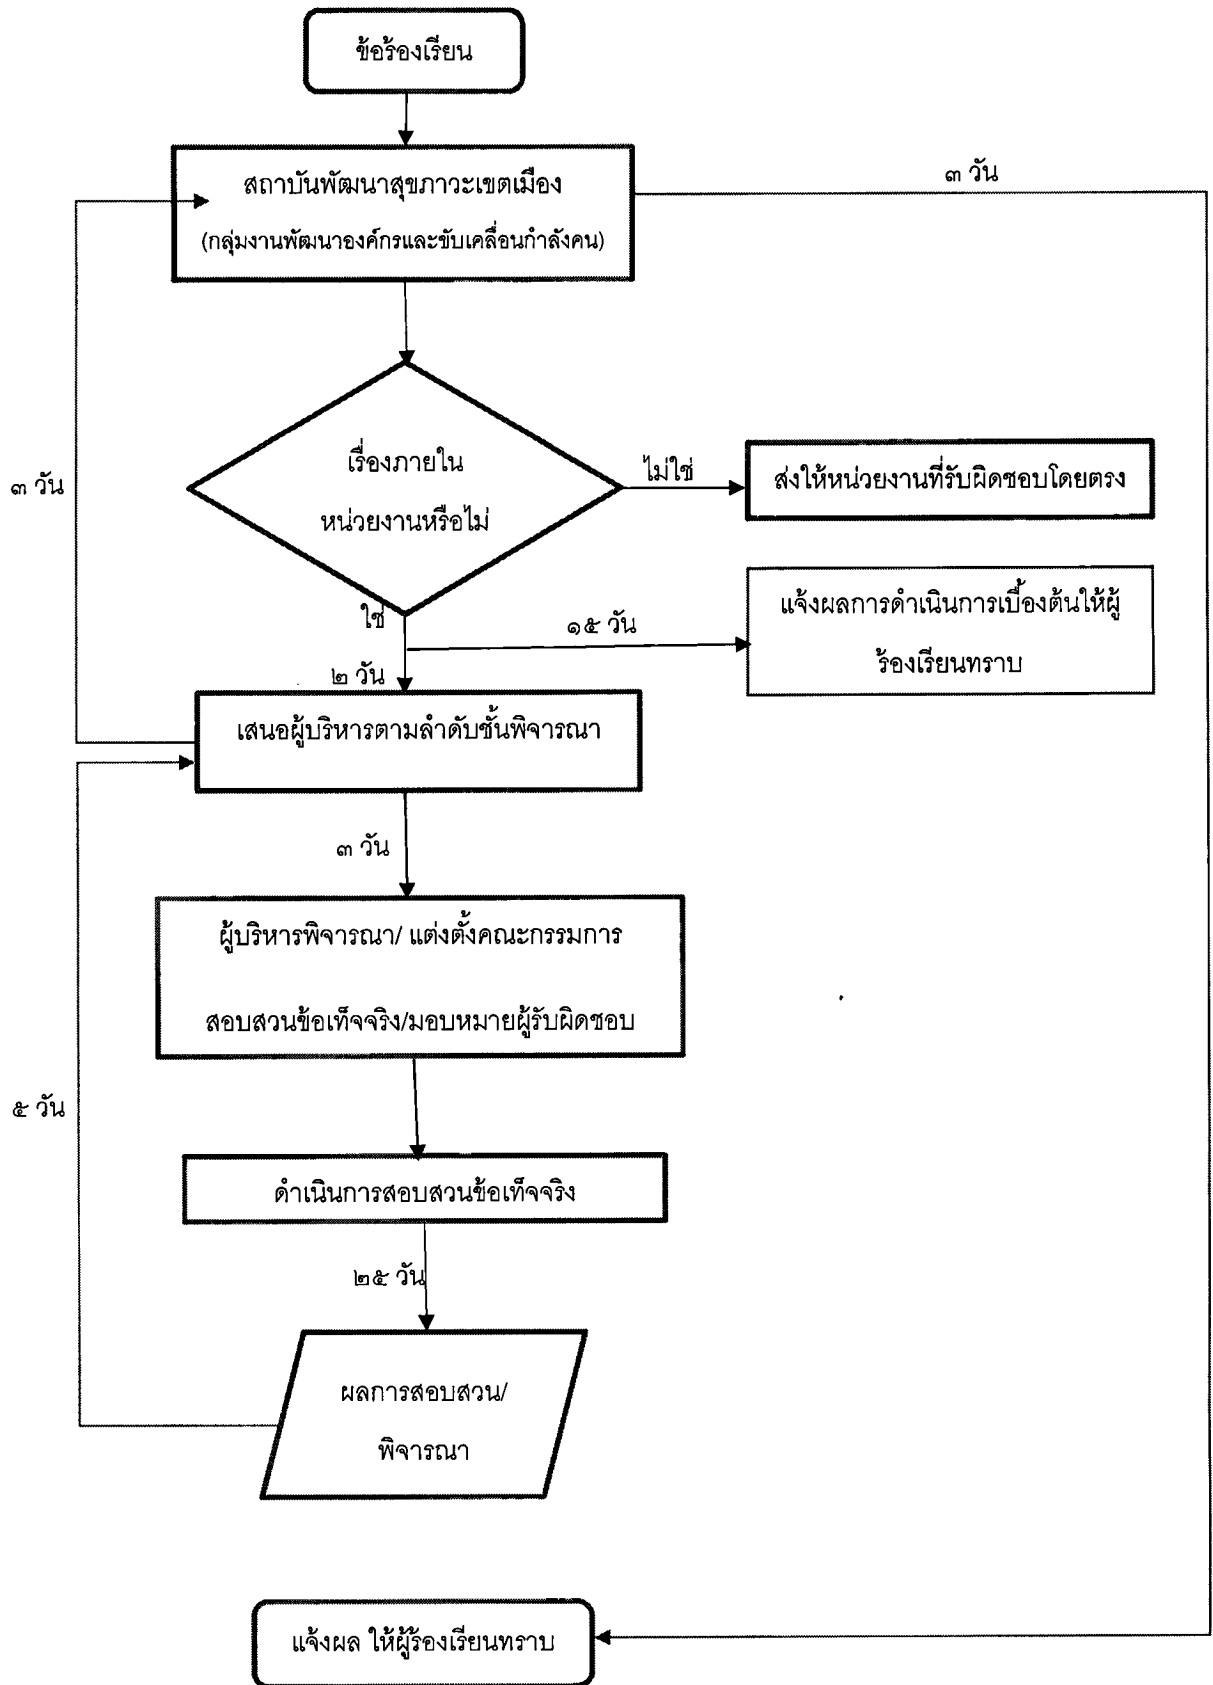 ข้อร้องเรียน
สถาบันพัฒนาสุขภาวะเขตเมือง
(กลุ่มงานพัฒนาองค์กรและขับเคลื่อนกำลังคน)
๓ วัน
เรื่องภายใน
หน่วยงานหรือไม่
ไม่ใช่
ส่งให้หน่วยงานที่รับผิดชอบโดยตรง
๓ วัน
ใช่
๑๕ วัน
แจ้งผลการดำเนินการเบื้องต้นให้ผู้
ร้องเรียนทราบ
๒ วัน
เสนอผู้บริหารตามลำดับชั้นพิจารณา
๓ วัน
ผู้บริหารพิจารณา/ แต่งตั้งคณะกรรมการ
สอบสวนข้อเท็จจริง/มอบหมายผู้รับผิดชอบ
๕ วัน
ดำเนินการสอบสวนข้อเท็จจริง
๒๕ วัน
ผลการสอบสวน/
พิจารณา
แจ้งผล ให้ผู้ร้องเรียนทราบ